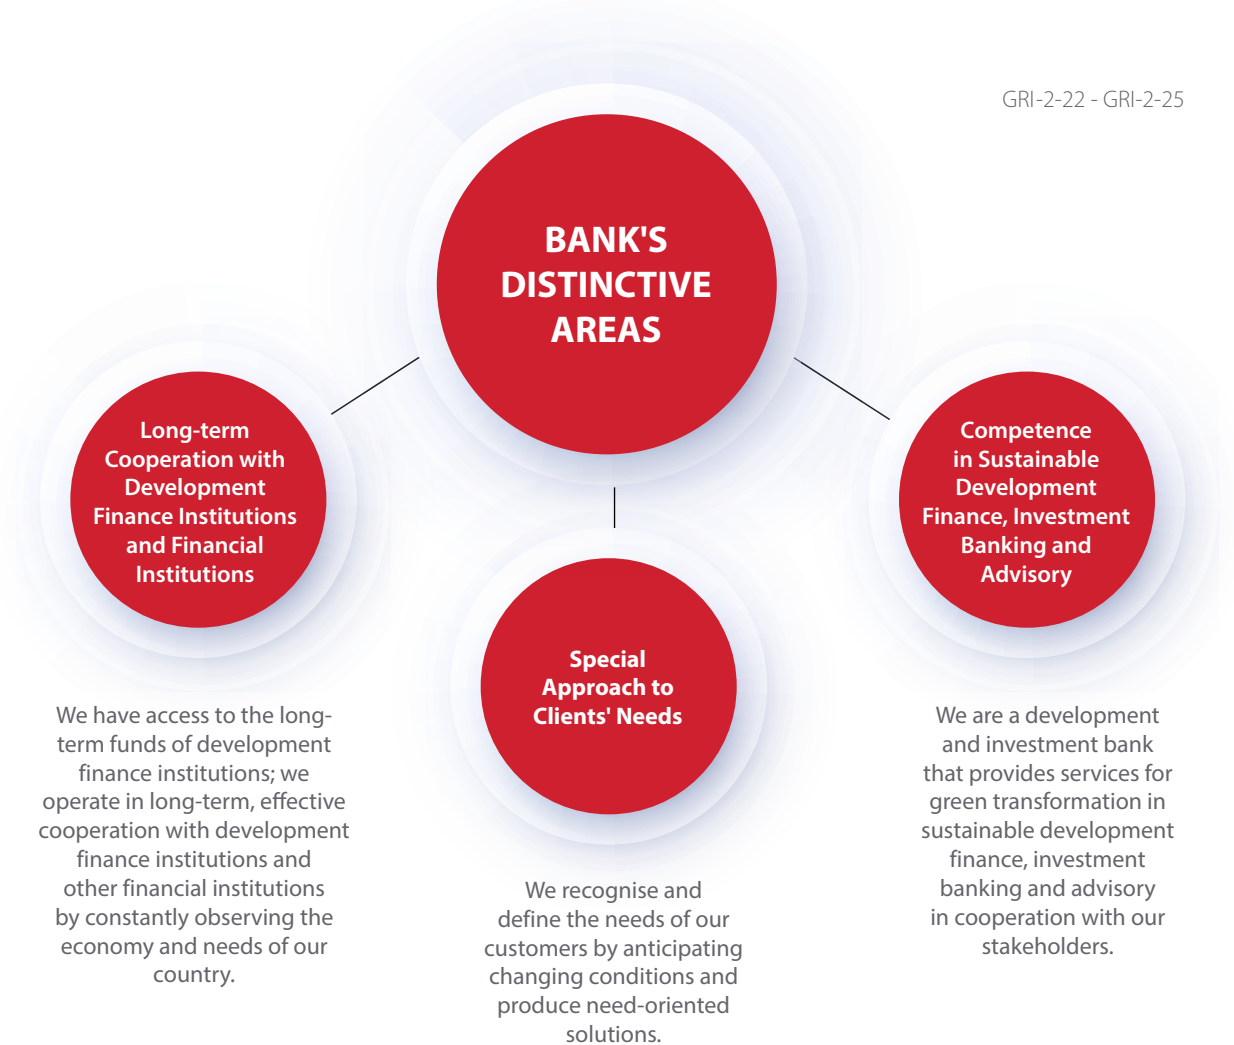 GRI-2-22 - GRI-2-25
BANK'S
DISTINCTIVE
AREAS
Long-term
Cooperation with
Development
Finance Institutions
and Financial
Institutions
We have access to the long-
term funds of development
finance institutions; we
operate in long-term, effective
cooperation with development
finance institutions and
other financial institutions
by constantly observing the
economy and needs of our
country.
Special
Approach to
Clients' Needs
We recognise and
define the needs of our
customers by anticipating
changing conditions and
produce need-oriented
solutions.
Competence
in Sustainable
Development
Finance, Investment
Banking and
Advisory
We are a development
and investment bank
that provides services for
green transformation in
sustainable development
finance, investment
banking and advisory
in cooperation with our
stakeholders.